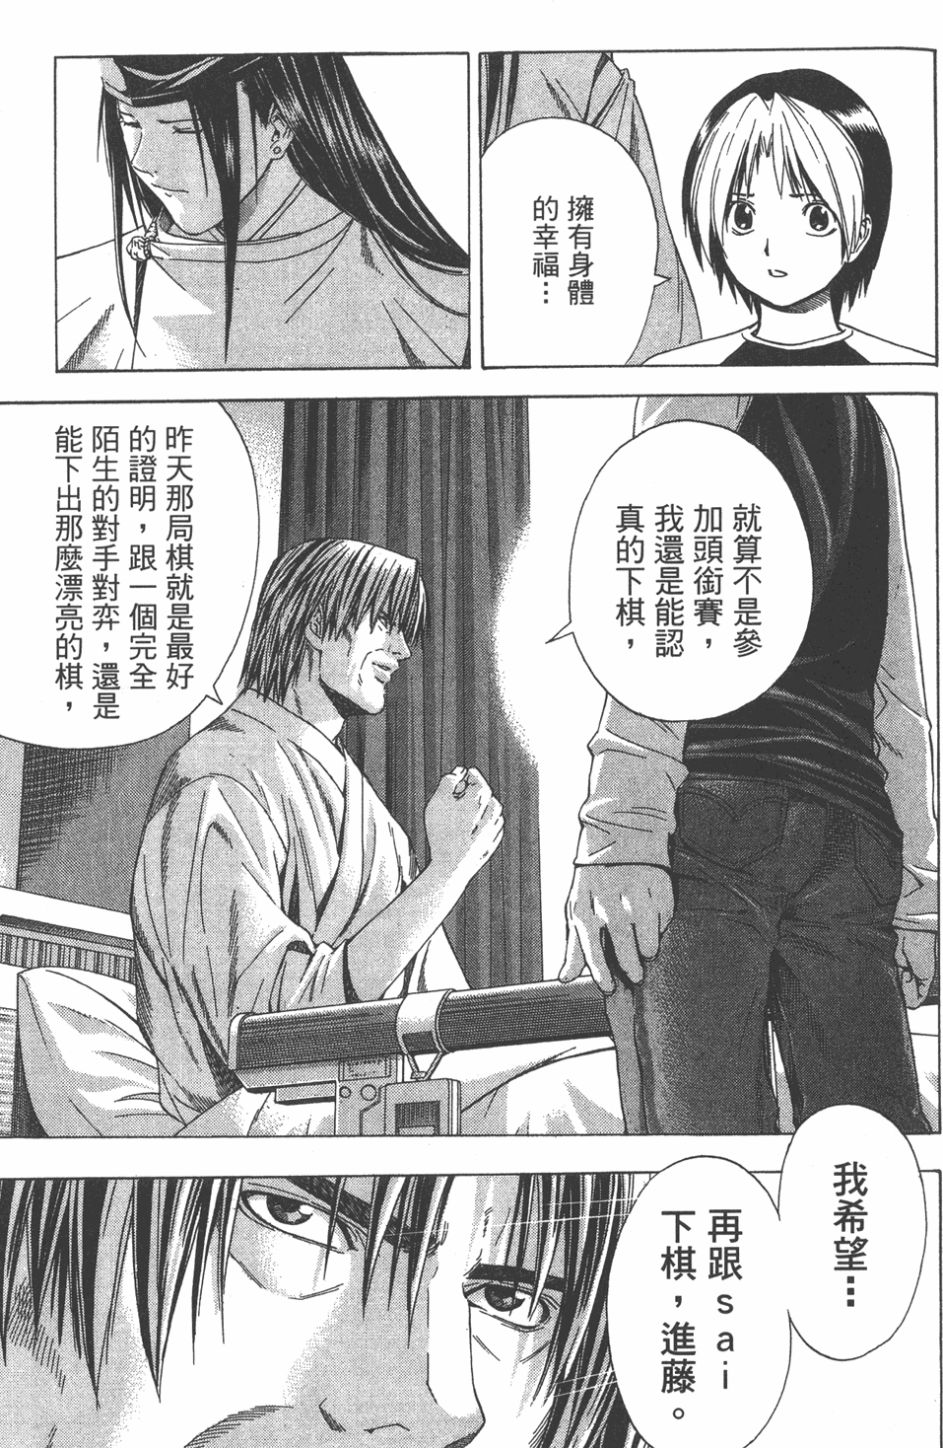 擁有身體
的幸福…
就算不是參
加頭銜賽，
我還是能認
真的下棋，
昨天那局棋就是最好
的證明，跟一個完全
陌生的對手對弈，還是
能下出那麼漂亮的棋，
我希望…
再跟sai
下棋，進藤。